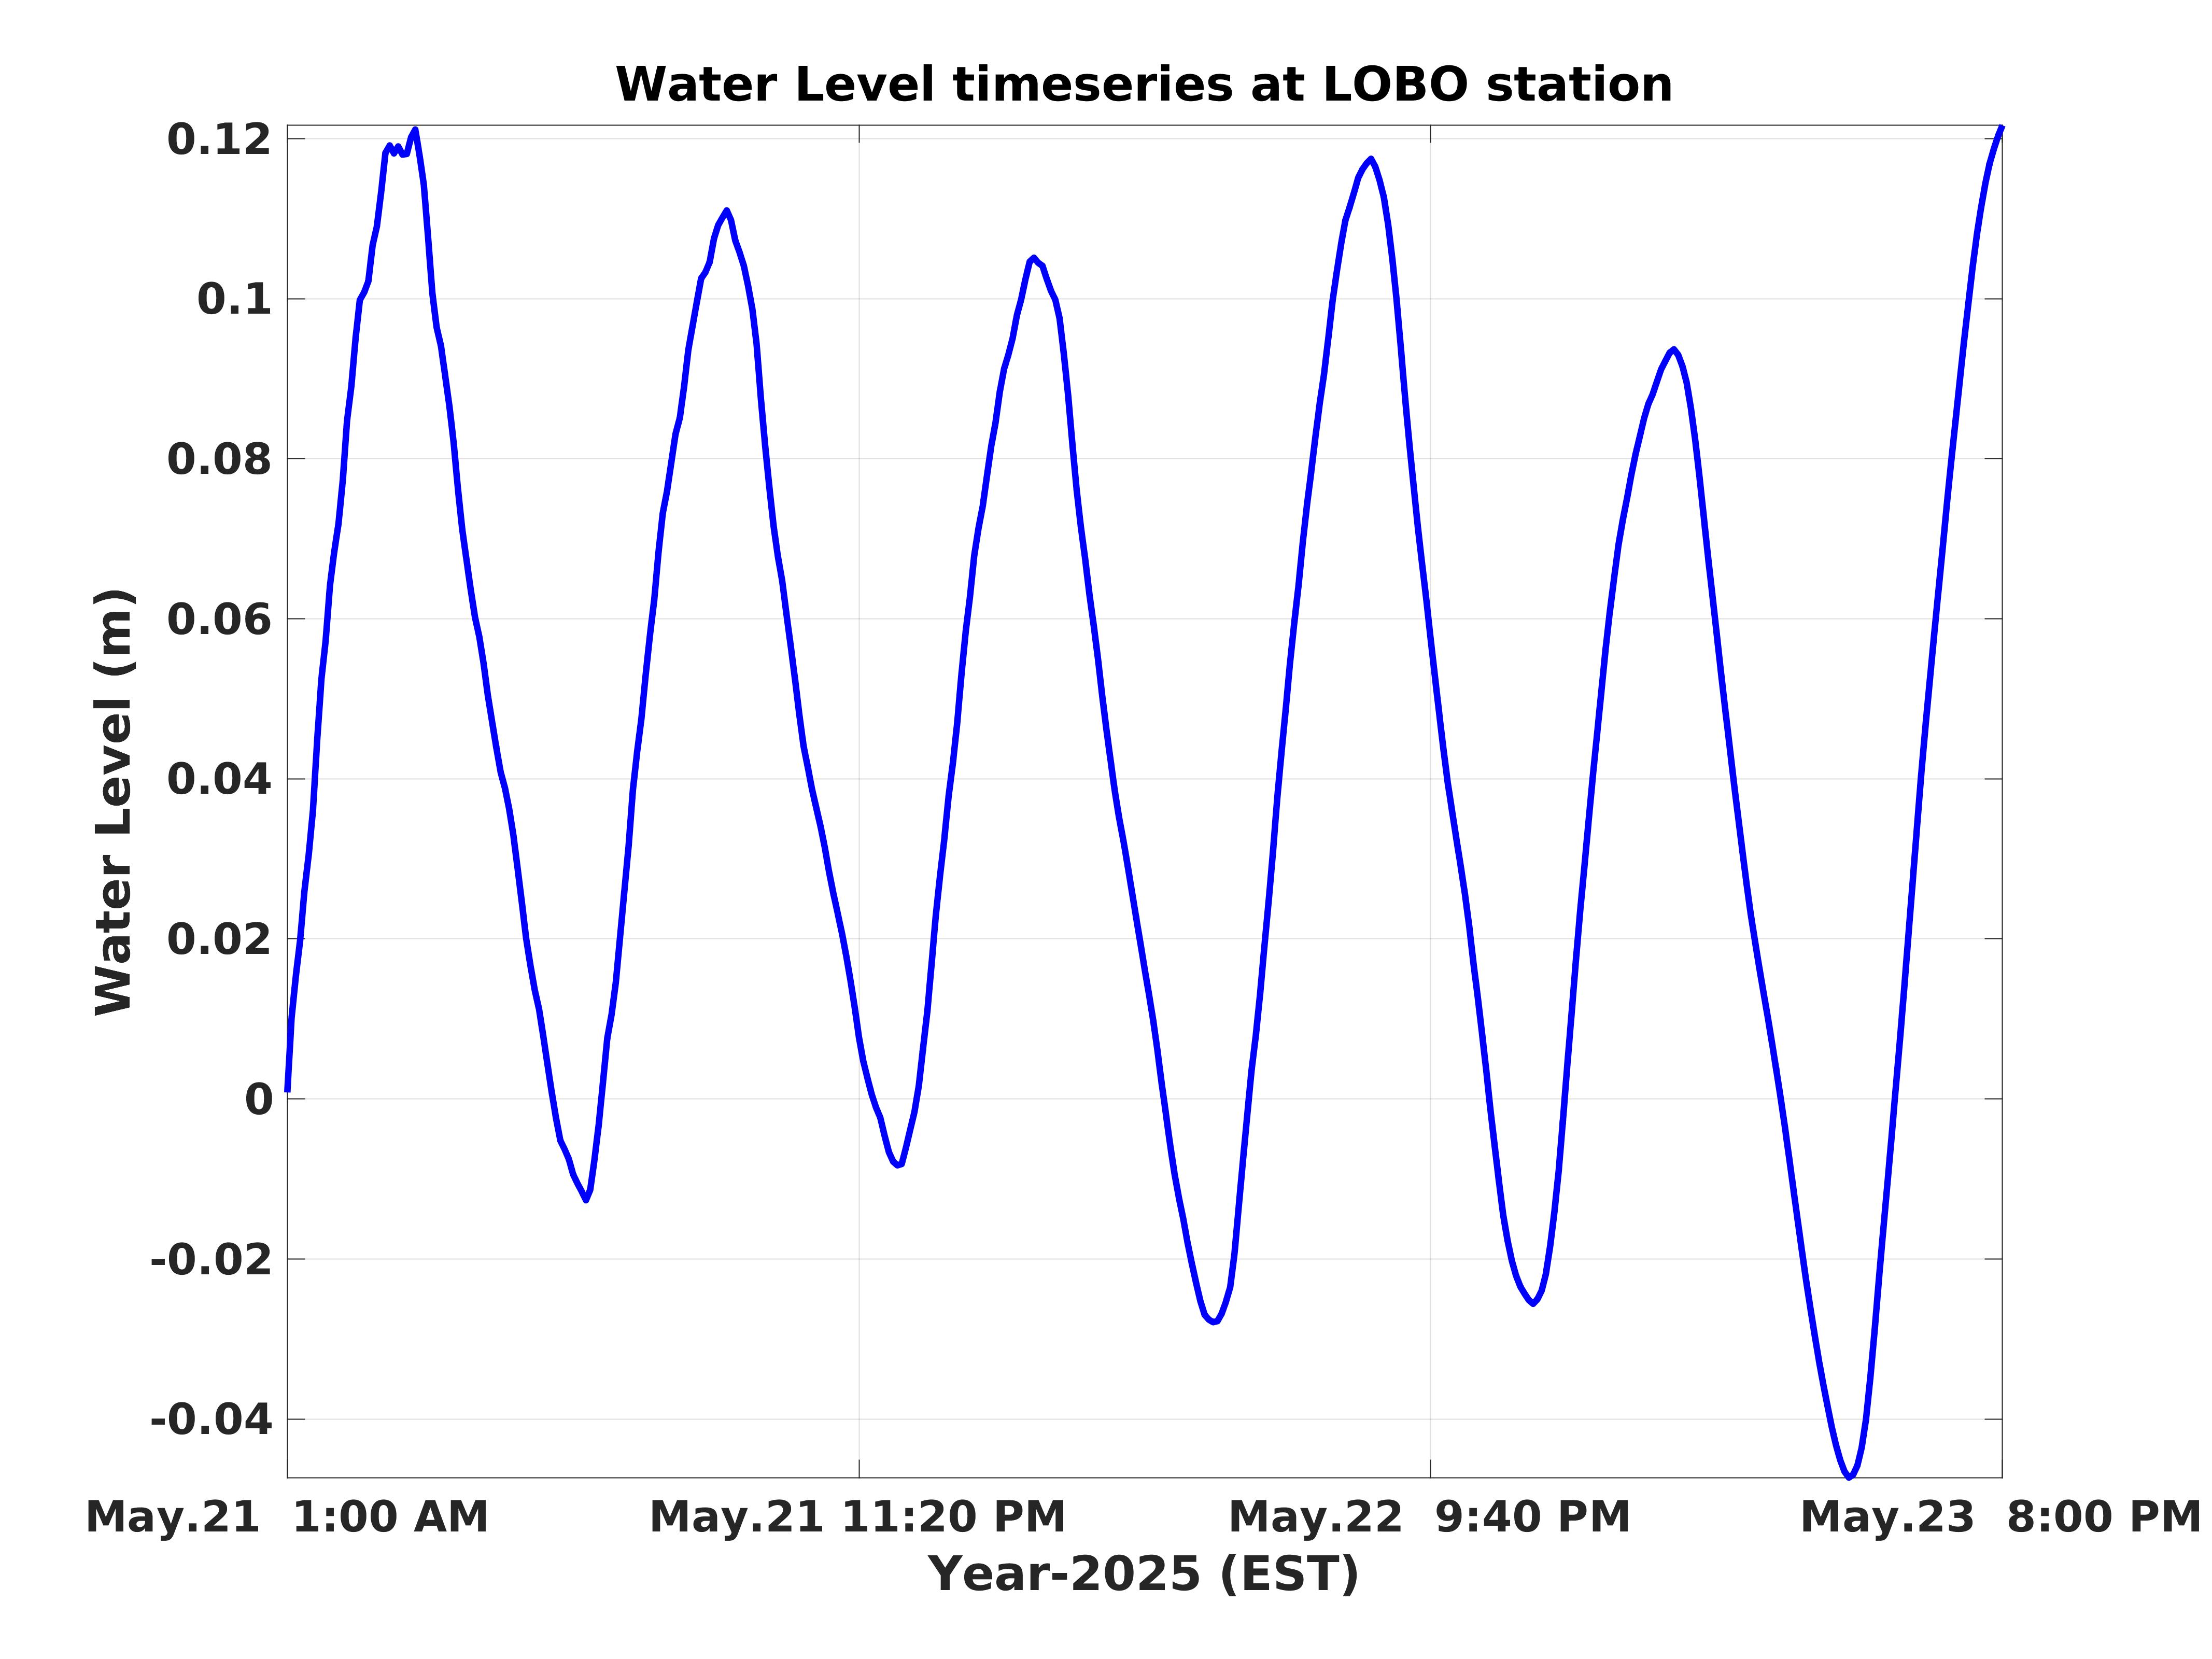 Water Level timeseries at LOBO station
0.12
0.1
0.08
0.06
0.04
0.02
0
-0.02
-0.04
Water Level (m)
May.21 1:00 AM May.21 11:20 PM May.22 9:40 PM May.23 8:00 PM
Year-2025 (EST)